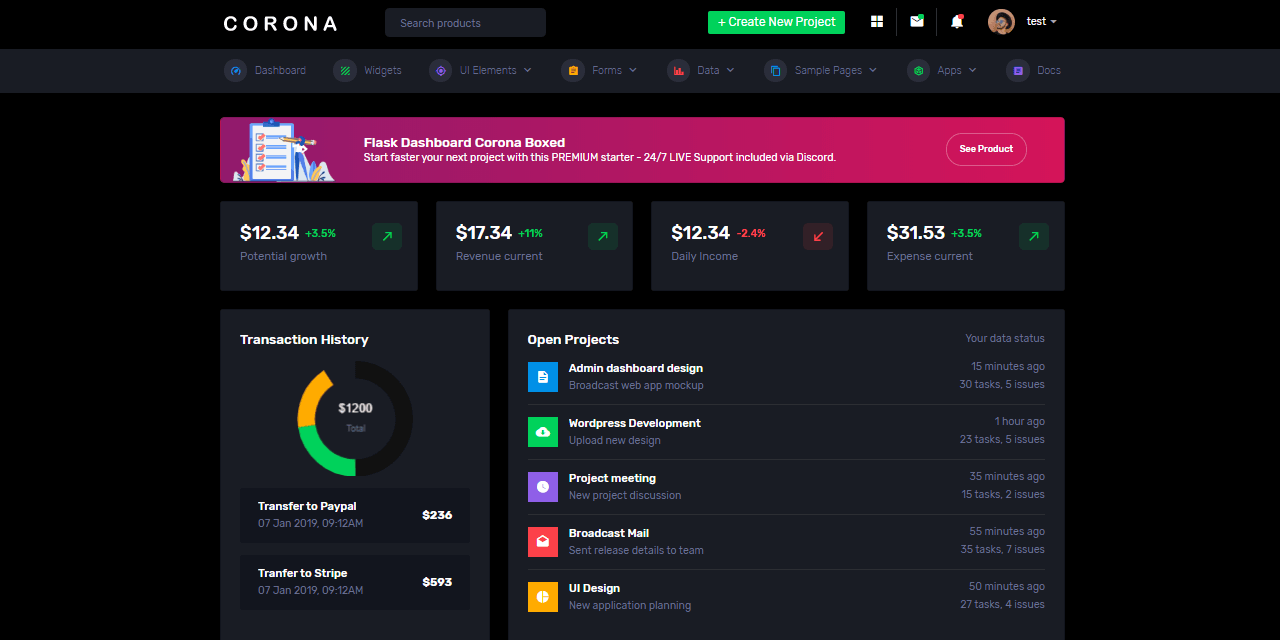 CORONA
Search products
+ Create New Project
test
Dashboard
Widgets
UI Elements
Forms
Data
Sample Pages
Apps
Docs
Flask Dashboard Corona Boxed
Start faster your next project with this PREMIUM starter - 24/7 LIVE Support included via Discord.
See Product
$12.34 +3.5%
Potential growth
$17.34 +11%
Revenue current
$12.34 -2.4%
Daily Income
$31.53 +3.5%
Expense current
Transaction History
$1200
Total
Transfer to Paypal
07 Jan 2019, 09:12AM
$236
Tranfer to Stripe
07 Jan 2019, 09:12AM
$593
Open Projects
Your data status
Admin dashboard design
Broadcast web app mockup
15 minutes ago
30 tasks, 5 issues
Wordpress Development
Upload new design
1 hour ago
23 tasks, 5 issues
Project meeting
New project discussion
35 minutes ago
15 tasks, 2 issues
Broadcast Mail
Sent release details to team
55 minutes ago
35 tasks, 7 issues
UI Design
New application planning
50 minutes ago
27 tasks, 4 issues